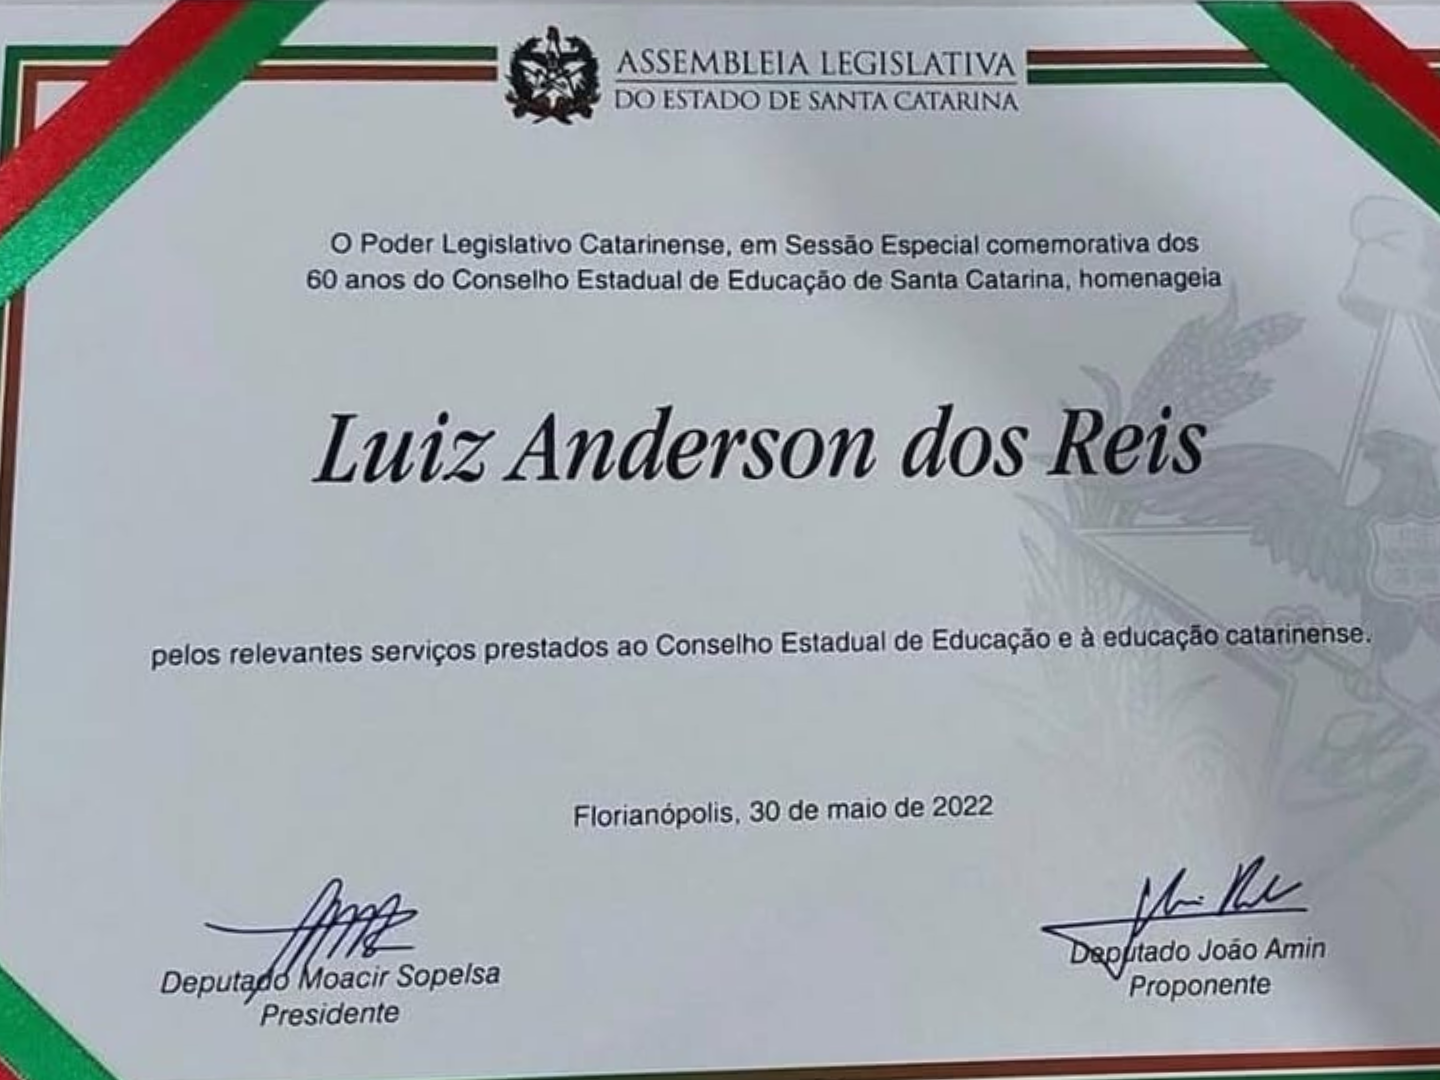 ASSEMBLEIA LEGISLATIVA
DO ESTADO DE SANTA CATARINA
O Poder Legislativo Catarinense, em Sessão Especial comemorativa dos
60 anos do Conselho Estadual de Educação de Santa Catarina, homenageia
Luiz Anderson dos Reis
pelos relevantes serviços prestados ao Conselho Estadual de Educação e à educação catarinense.
Florianópolis, 30 de maio de 2022
Deputado Moacir Sopelsa
Presidente
Deputado João Amin
Proponente